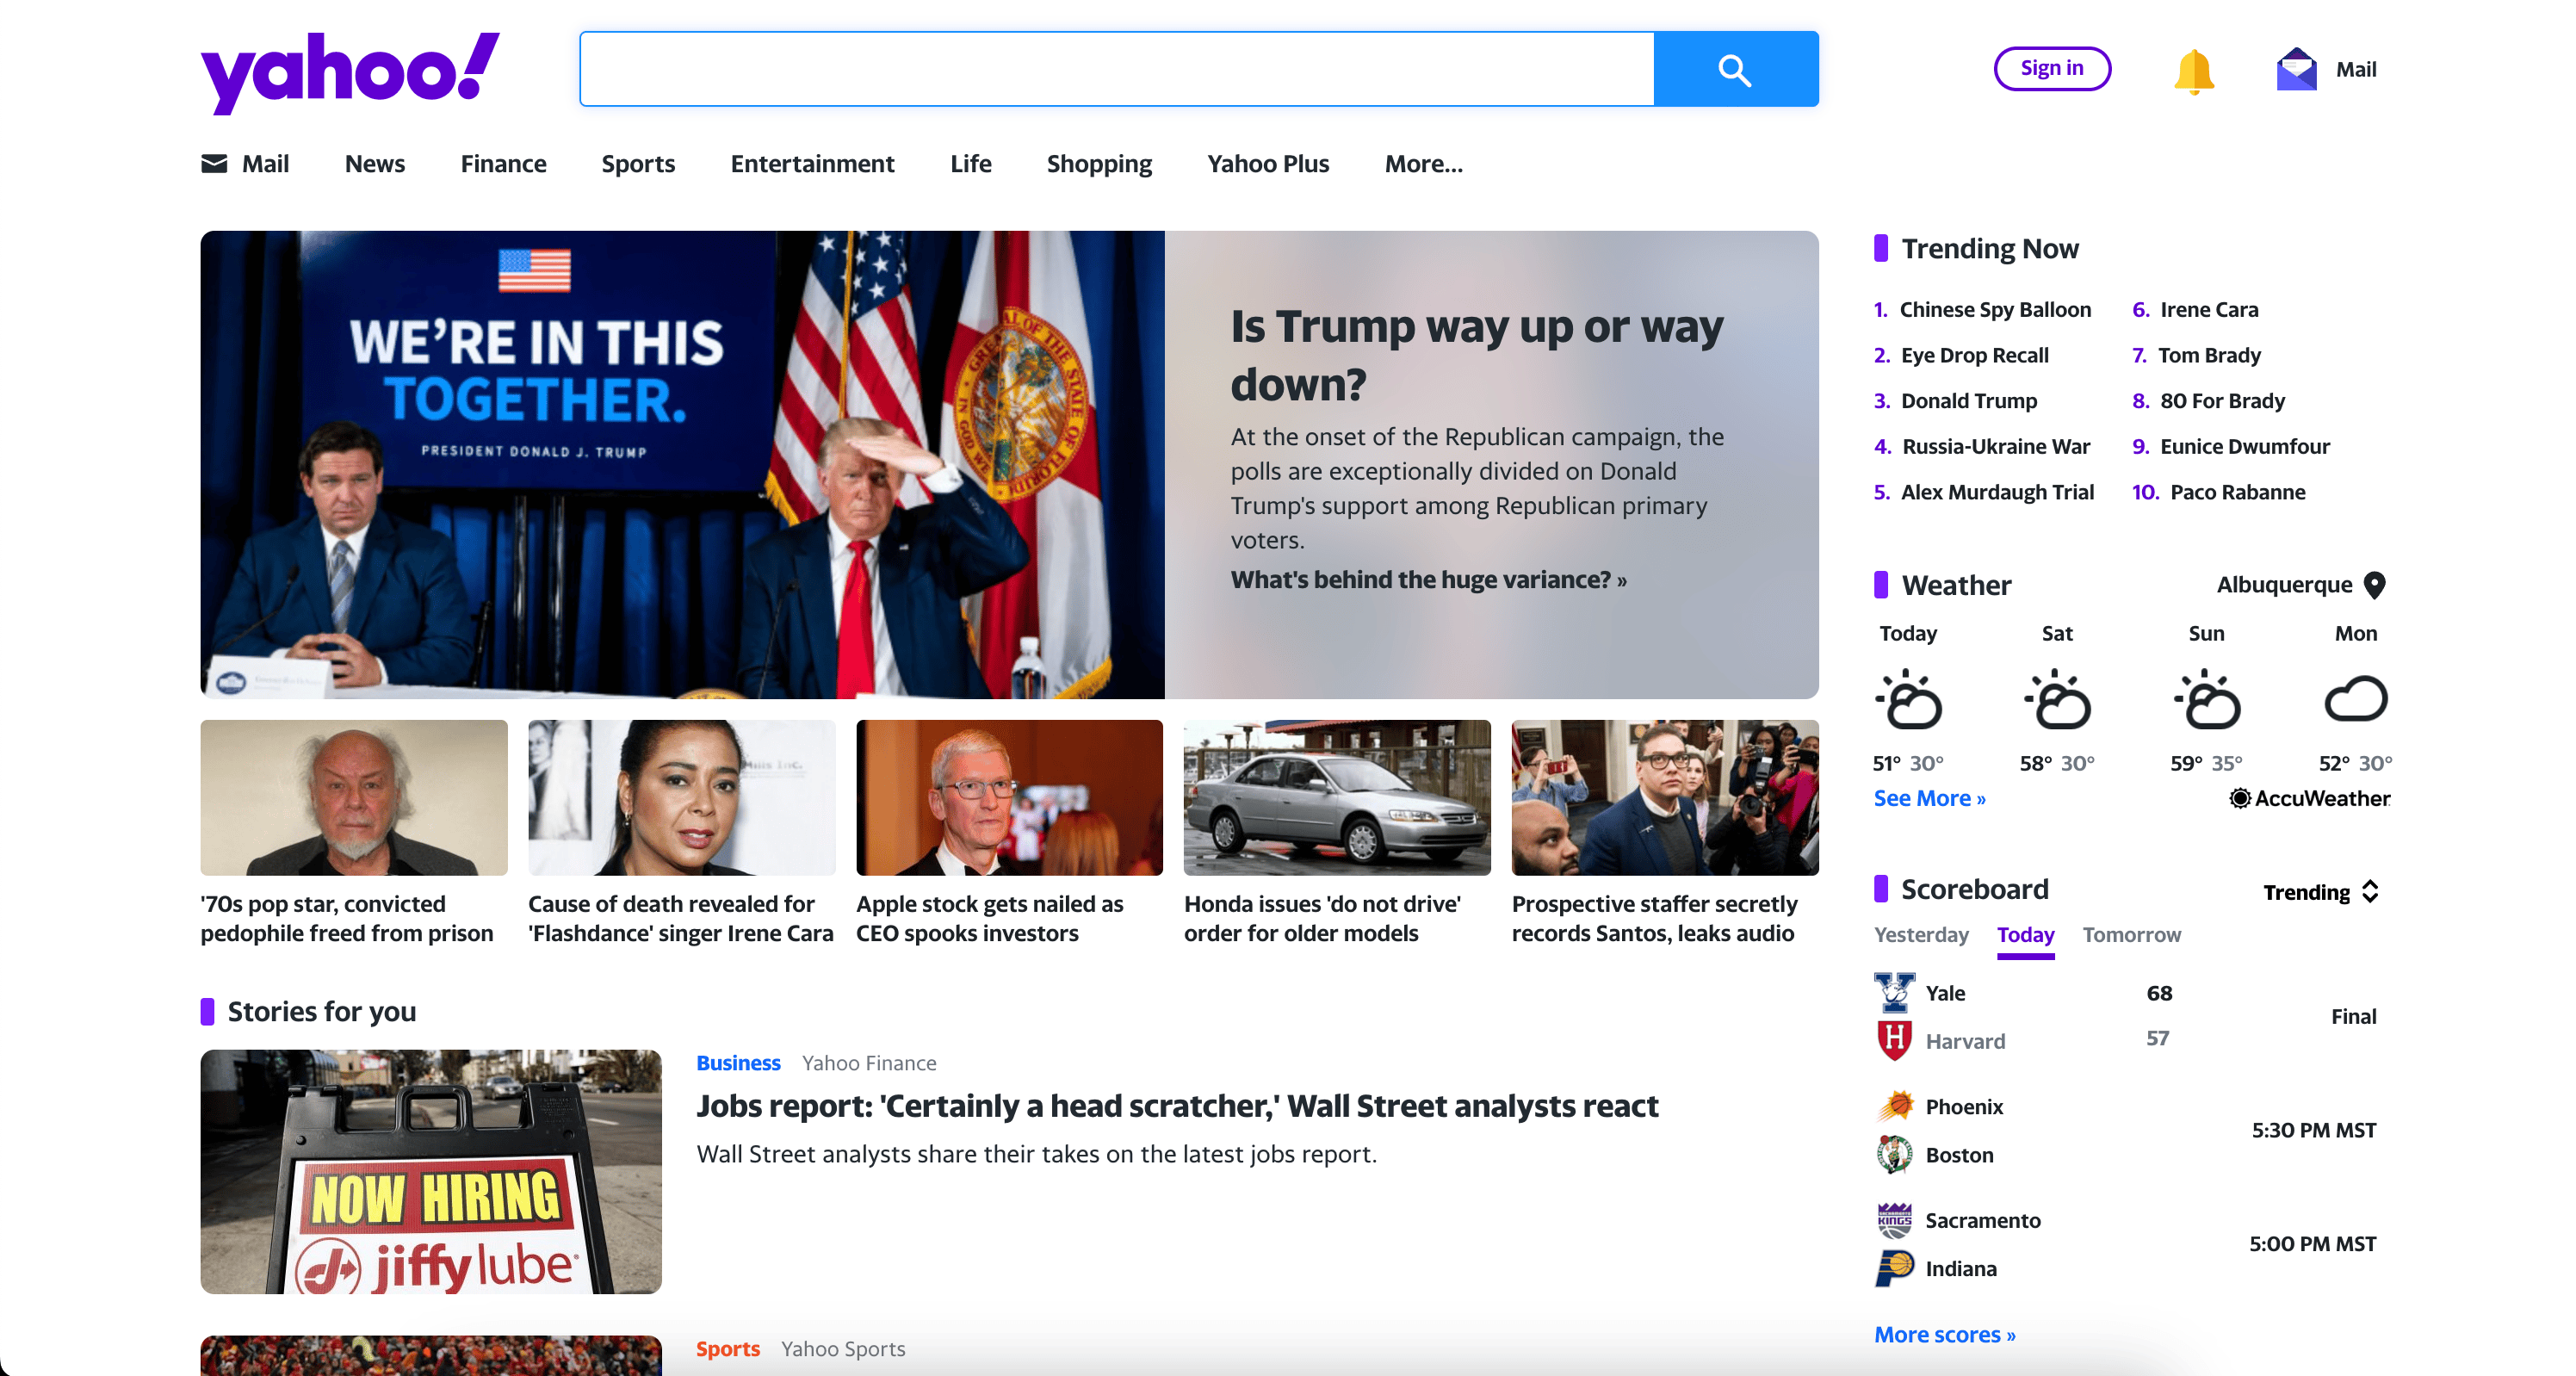 yahoo!
Sign in
Mail
Mail
News
Finance
Sports
Entertainment
Life
Shopping
Yahoo Plus
More...
WE'RE IN THIS
TOGETHER.
PRESIDENT DONALD J. TRUMP
Is Trump way up or way
down?
At the onset of the Republican campaign, the
polls are exceptionally divided on Donald
Trump's support among Republican primary
voters.
What's behind the huge variance? »
'70s pop star, convicted
pedophile freed from prison
Cause of death revealed for
'Flashdance' singer Irene Cara
Apple stock gets nailed as
CEO spooks investors
Honda issues 'do not drive'
order for older models
Prospective staffer secretly
records Santos, leaks audio
Stories for you
NOW HIRING
jiffy lube
Business Yahoo Finance
Jobs report: 'Certainly a head scratcher,' Wall Street analysts react
Wall Street analysts share their takes on the latest jobs report.
Sports Yahoo Sports
Trending Now
1. Chinese Spy Balloon
2. Eye Drop Recall
3. Donald Trump
4. Russia-Ukraine War
5. Alex Murdaugh Trial
6. Irene Cara
7. Tom Brady
8. 80 For Brady
9. Eunice Dwumfour
10. Paco Rabanne
Weather
Albuquerque
Today Sat Sun Mon
51° 30° 58° 30° 59° 35° 52° 30°
See More »
AccuWeather
Scoreboard
Trending
Yesterday Today Tomorrow
Yale 68
Harvard 57
Final
Phoenix
Boston
5:30 PM MST
Sacramento
Indiana
5:00 PM MST
More scores »